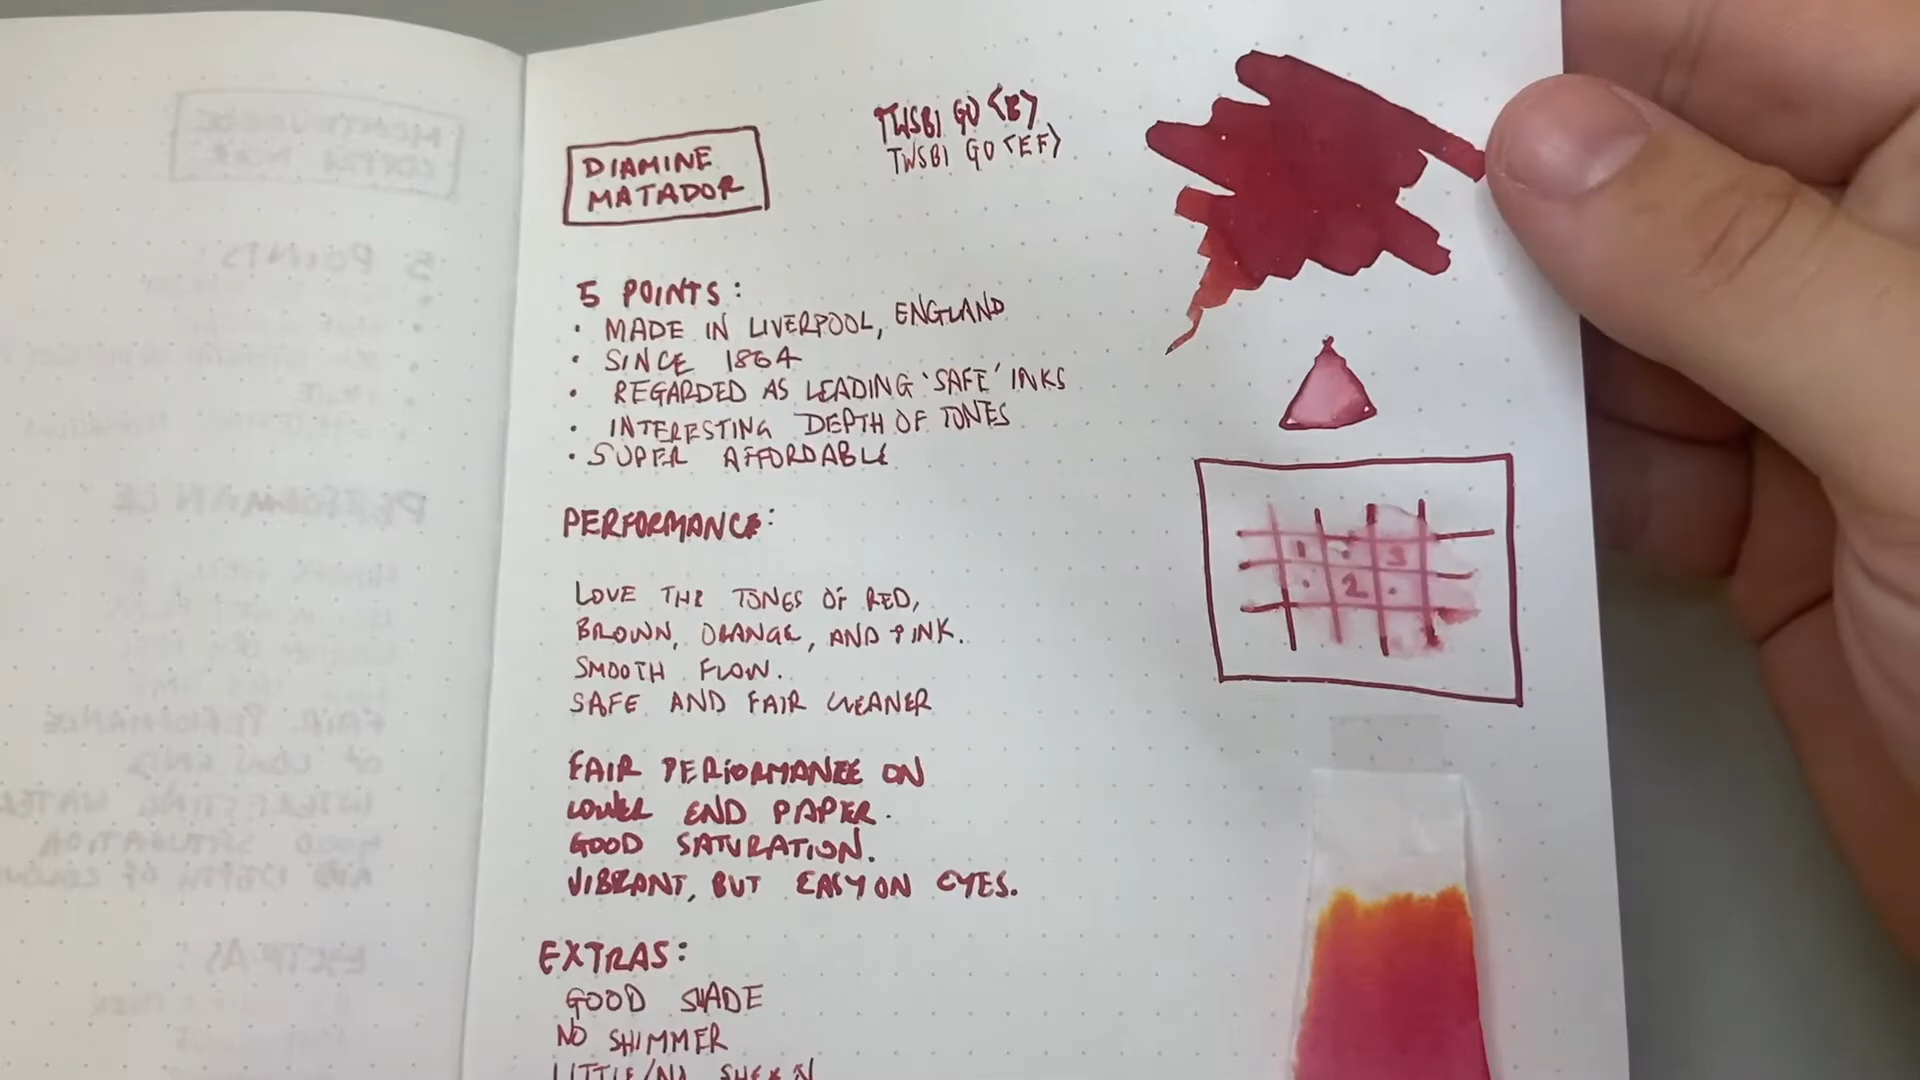 DIAMINE
MATADOR
TWSBI GO <B>
TWSBI GO <EF>
5 POINTS:
• MADE IN LIVERPOOL, ENGLAND
• SINCE 1864
• REGARDED AS LEADING 'SAFE' INKS
• INTERESTING DEPTH OF TONES
• SUPER AFFORDABLE
PERFORMANCE:
LOVE THE TONES OF RED,
BROWN, ORANGE, AND PINK.
SMOOTH FLOW.
SAFE AND FAIR CLEANER
FAIR PERFORMANCE ON
LOWER END PAPER.
GOOD SATURATION.
VIBRANT, BUT EASY ON EYES.
EXTRAS:
GOOD SHADE
NO SHIMMER
LITTLE/NO SHEEN
1 3
2